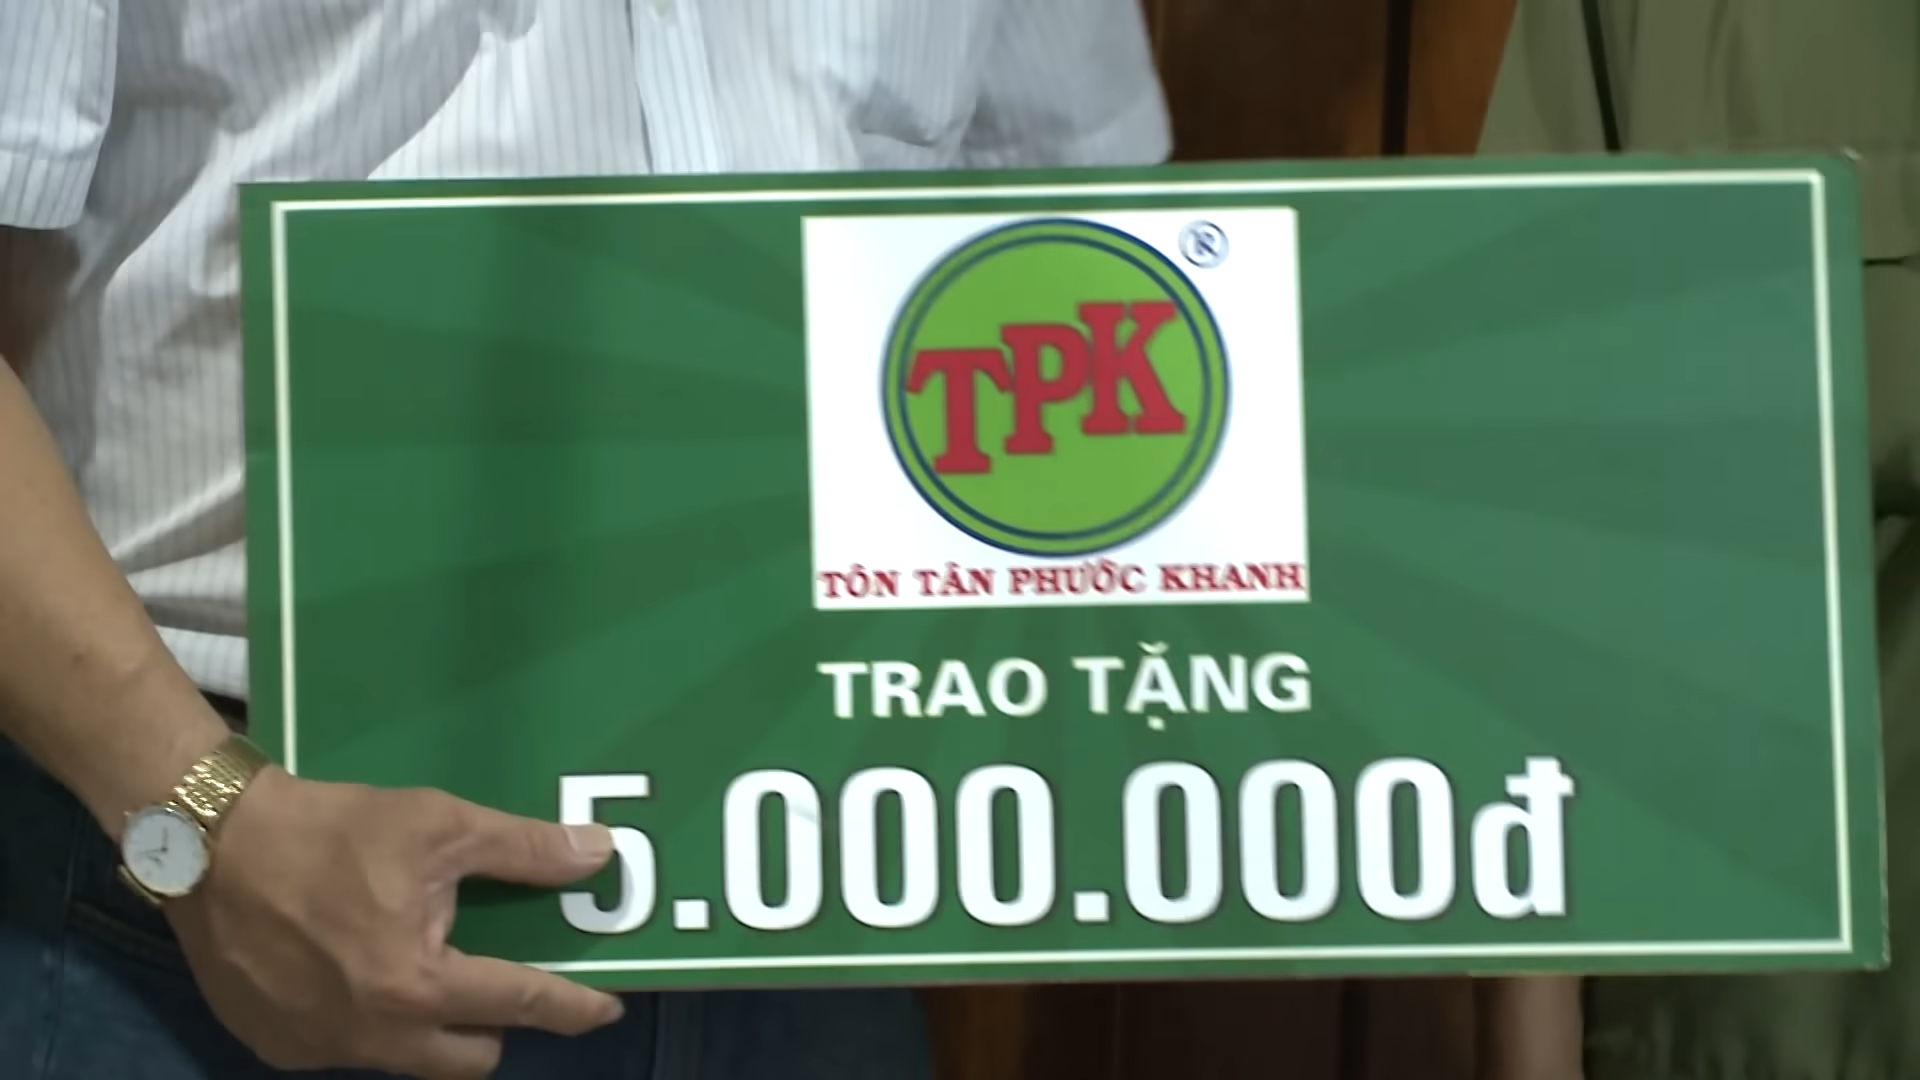 ®
TPK
TÔN TÂN PHƯỚC KHANH
TRAO TẶNG
5.000.000đ